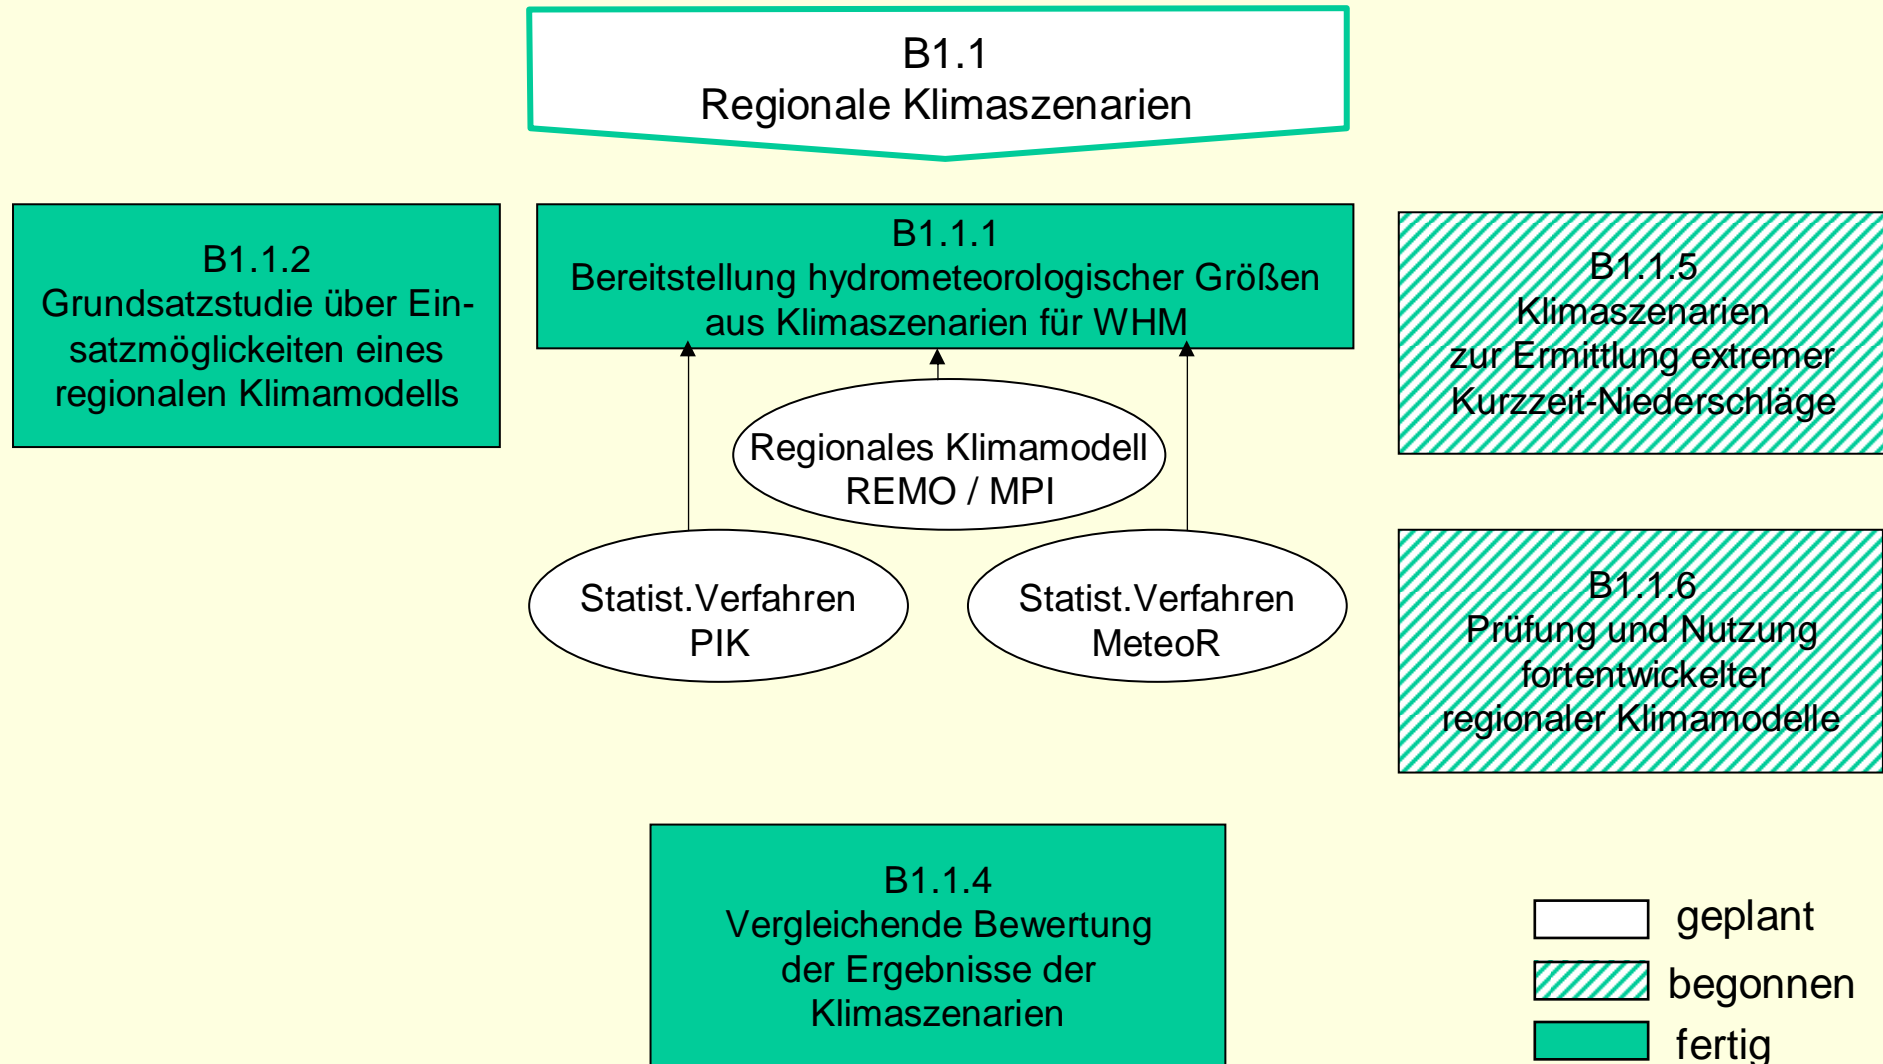 B1.1
Regionale Klimaszenarien
B1.1.2
Grundsatzstudie über Ein-
satzmöglickeiten eines
regionalen Klimamodells
B1.1.1
Bereitstellung hydrometeorologischer Größen
aus Klimaszenarien für WHM
B1.1.5
Klimaszenarien
zur Ermittlung extremer
Kurzzeit-Niederschläge
Regionales Klimamodell
REMO / MPI
Statist.Verfahren
PIK
Statist.Verfahren
MeteoR
B1.1.6
Prüfung und Nutzung
fortentwickelter
regionaler Klimamodelle
B1.1.4
Vergleichende Bewertung
der Ergebnisse der
Klimaszenarien
geplant
begonnen
fertig